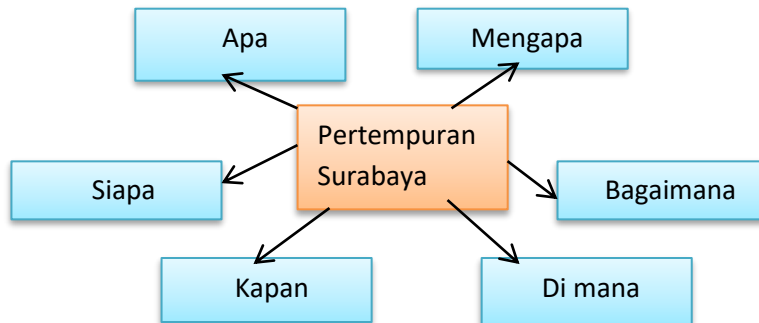 Apa
Mengapa
Pertempuran
Surabaya
Siapa
Bagaimana
Kapan
Di mana